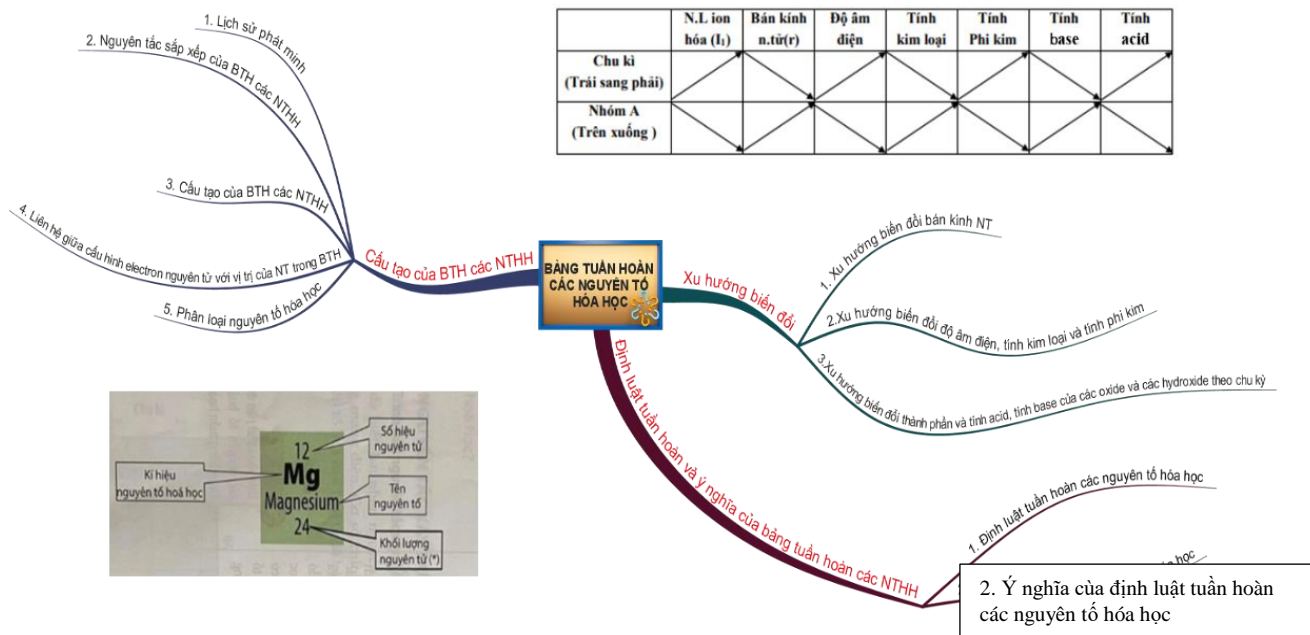 1. Lịch sử phát minh
2. Nguyên tắc sắp xếp của BTH các NTHH
3. Cấu tạo của BTH các NTHH
4. Liên hệ giữa cấu hình electron nguyên tử với vị trị của NT trong BTH
5. Phân loại nguyên tố hóa học
Cấu tạo của BTH các NTHH
BẢNG TUẦN HOÀN
CÁC NGUYÊN TỐ
HÓA HỌC
N.L ion
hóa (I₁)
Bán kính
n.tử(r)
Độ âm
điện
Tính
kim loại
Tính
Phi kim
Tính
base
Tính
acid
Chu kì
(Trái sang phải)
Nhóm A
(Trên xuống )
Xu hướng biến đổi
1. Xu hướng biến đổi bán kính NT
2.Xu hướng biến đổi độ âm điện, tính kim loại và tính phi kim
3.Xu hướng biến đổi thành phần và tính acid, tính base của các oxide và các hydroxide theo chu kỳ
Định luật tuần hoàn và ý nghĩa của bảng tuần hoàn các NTHH
1. Định luật tuần hoàn các nguyên tố hóa học
học
2. Ý nghĩa của định luật tuần hoàn
các nguyên tố hóa học
Kí hiệu
nguyên tố hoá học
12
Mg
Magnesium
24
Số hiệu
nguyên tử
Tên
nguyên tố
Khối lượng
nguyên tử (*)